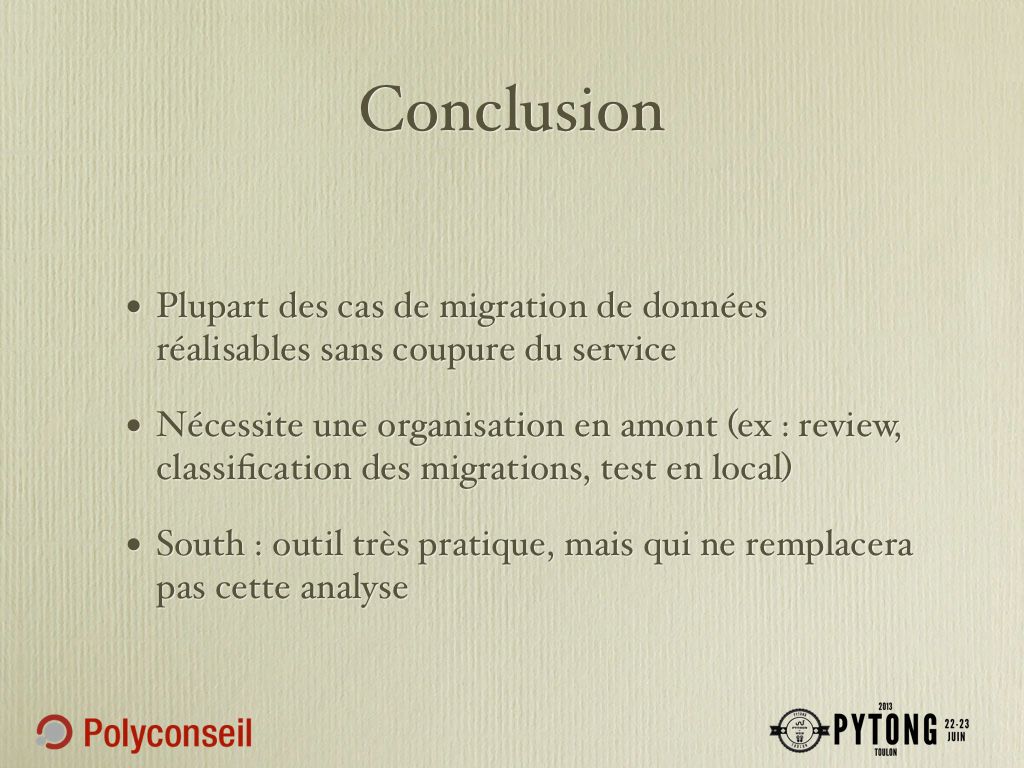 Conclusion
• Plupart des cas de migration de données
réalisables sans coupure du service
• Nécessite une organisation en amont (ex : review,
classification des migrations, test en local)
• South : outil très pratique, mais qui ne remplacera
pas cette analyse
Polyconseil
2013
PYTONG
TOULON
22-23
JUIN